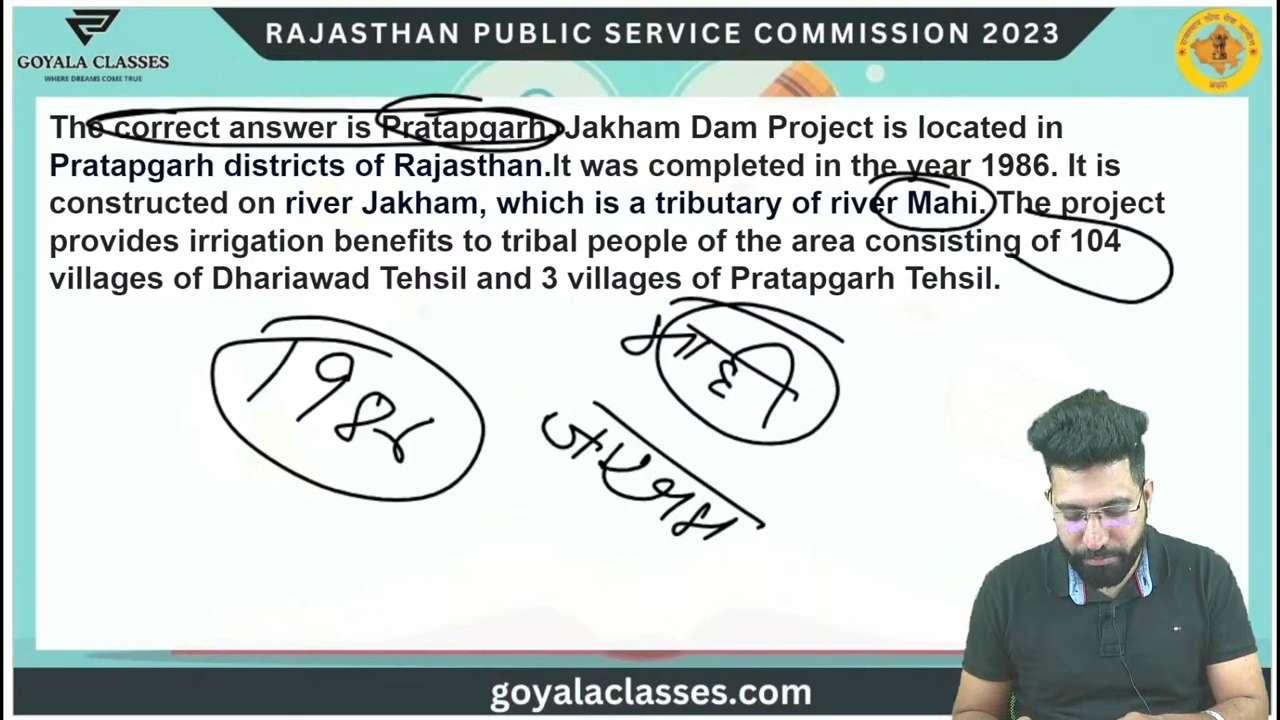 GOYALA CLASSES
WHERE DREAMS COME TRUE
RAJASTHAN PUBLIC SERVICE COMMISSION 2023
The correct answer is Pratapgarh. Jakham Dam Project is located in
Pratapgarh districts of Rajasthan.It was completed in the year 1986. It is
constructed on river Jakham, which is a tributary of river Mahi. The project
provides irrigation benefits to tribal people of the area consisting of 104
villages of Dhariawad Tehsil and 3 villages of Pratapgarh Tehsil.
माही
जाखम
goyalaclasses.com